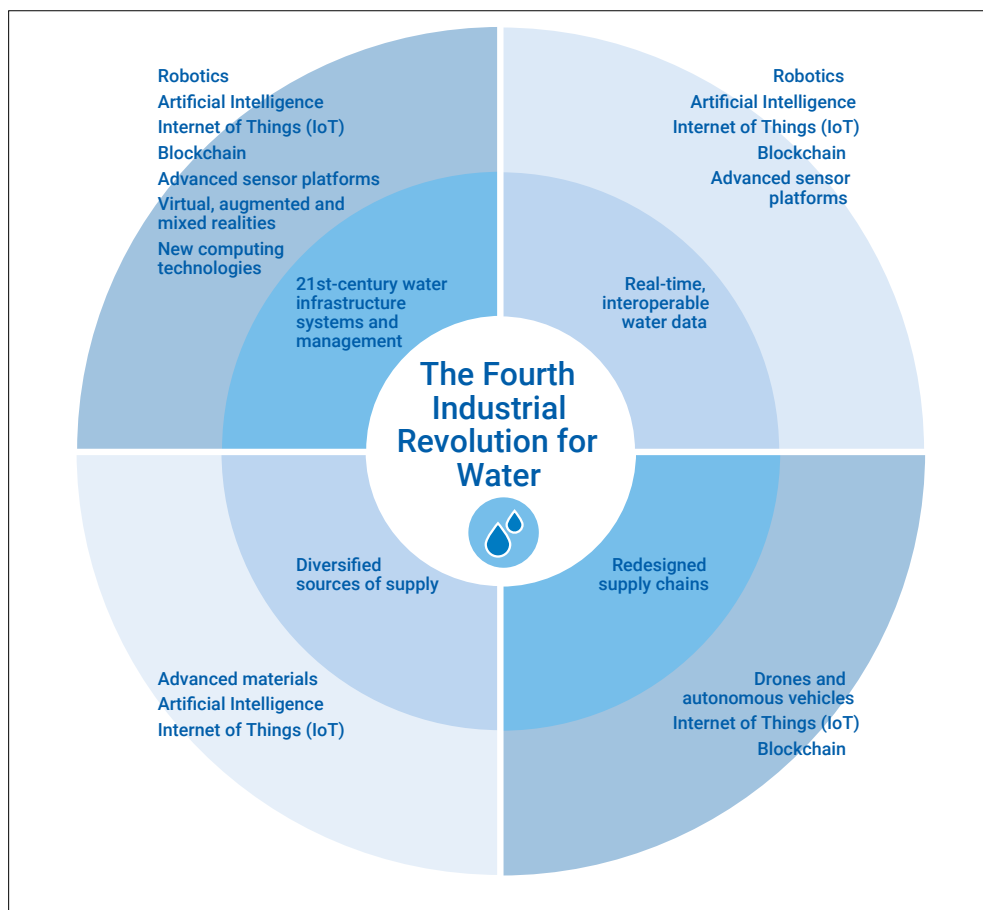 Robotics
Artificial Intelligence
Internet of Things (IoT)
Blockchain
Advanced sensor platforms
Virtual, augmented and
mixed realities
New computing
technologies
21st-century water
infrastructure
systems and
management
Robotics
Artificial Intelligence
Internet of Things (IoT)
Blockchain
Advanced sensor
platforms
Real-time,
interoperable
water data
The Fourth
Industrial
Revolution for
Water
Diversified
sources of supply
Advanced materials
Artificial Intelligence
Internet of Things (IoT)
Redesigned
supply chains
Drones and
autonomous vehicles
Internet of Things (IoT)
Blockchain